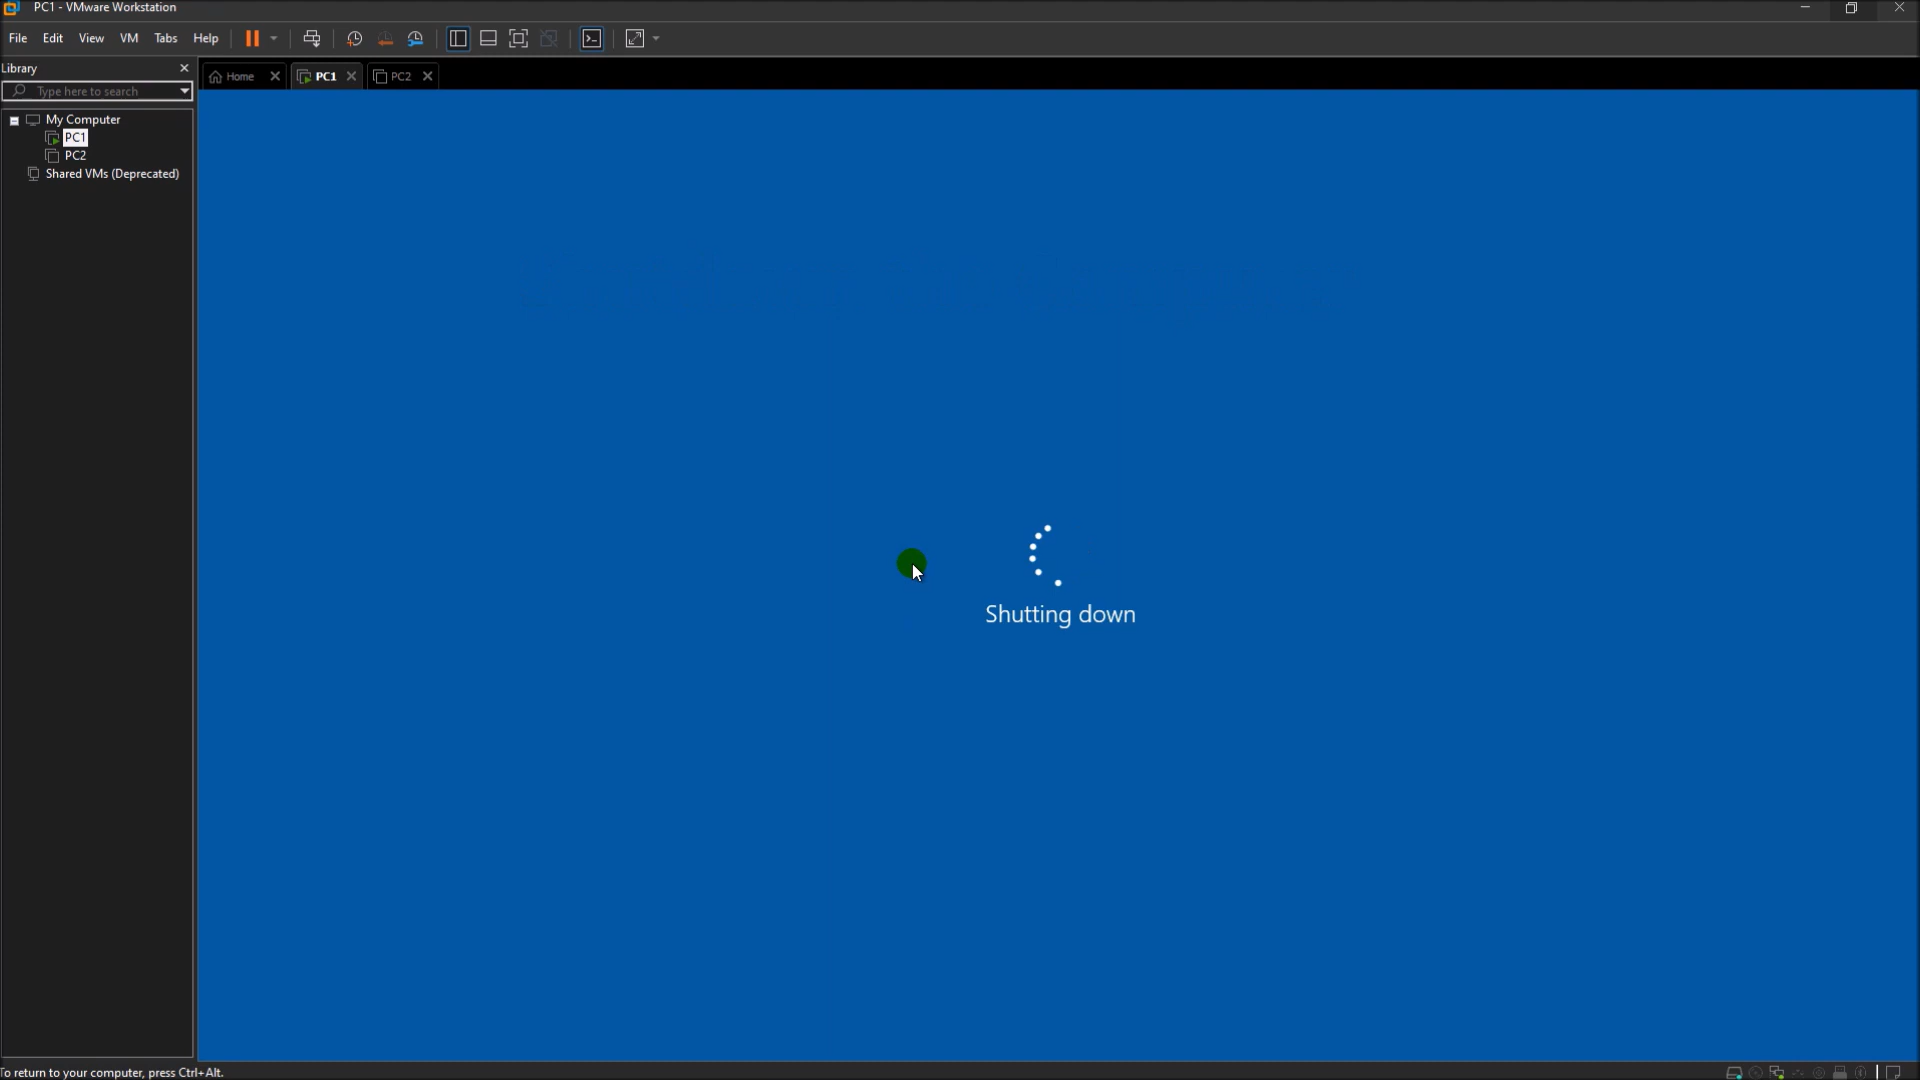 PC1 - VMware Workstation
File Edit View VM Tabs Help
Library
Home PC1 PC2
Type here to search
My Computer
PC1
PC2
Shared VMs (Deprecated)
Shutting down
To return to your computer, press Ctrl+Alt.